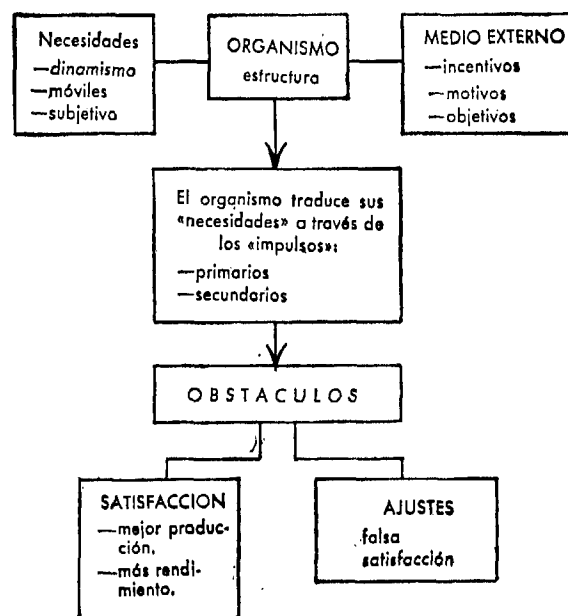 Necesidades
—dinamismo
—móviles
—subjetiva
ORGANISMO
estructura
MEDIO EXTERNO
—incentivos
—motivos
—objetivos
El organismo traduce sus
«necesidades» a través de
los «impulsos»:
—primarios
—secundarios
OBSTACULOS
SATISFACCION
—mejor produc-
ción.
—más rendi-
miento.
AJUSTES
falsa
satisfacción